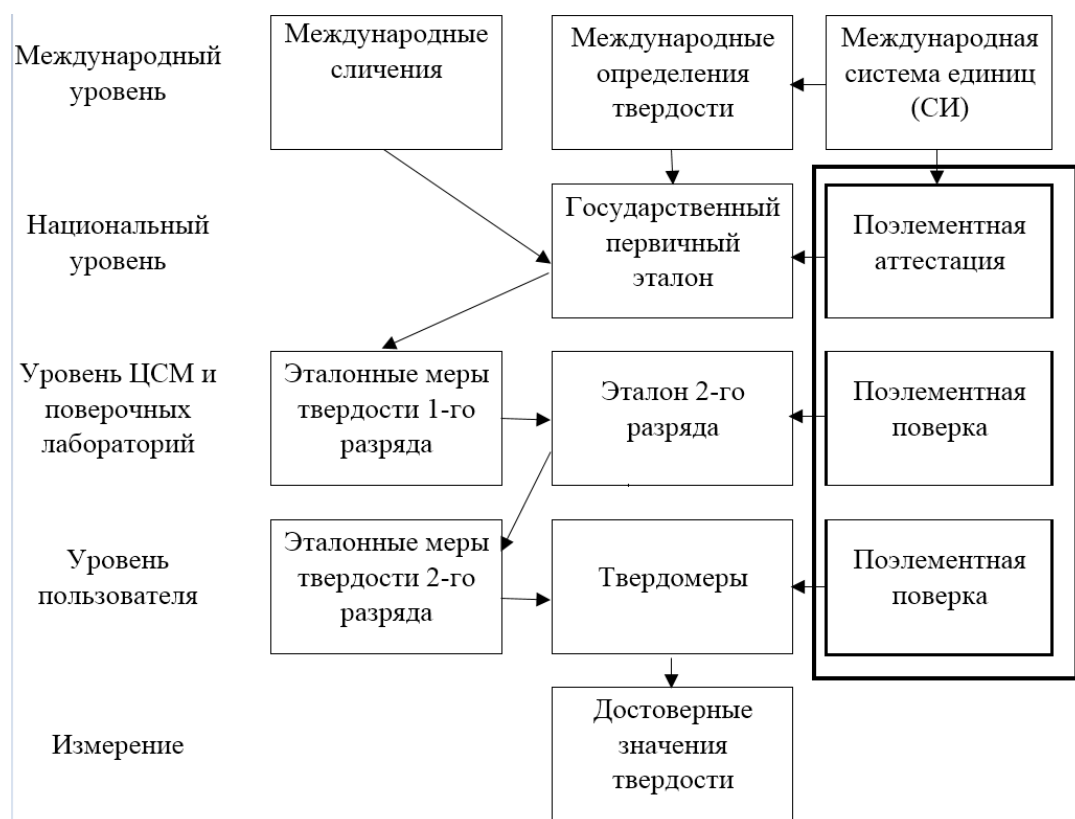 Международный
уровень
Международные
сличения
Международные
определения
твердости
Международная
система единиц
(СИ)
Национальный
уровень
Государственный
первичный
эталон
Поэлементная
аттестация
Уровень ЦСМ и
поверочных
лабораторий
Эталонные меры
твердости 1-го
разряда
Эталон 2-го
разряда
Поэлементная
поверка
Уровень
пользователя
Эталонные меры
твердости 2-го
разряда
Твердомеры
Поэлементная
поверка
Измерение
Достоверные
значения
твердости